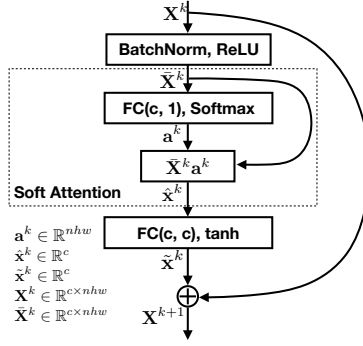 X^k
BatchNorm, ReLU
X̄^k
FC(c, 1), Softmax
a^k
X̄^k a^k
Soft Attention
x̂^k
FC(c, c), tanh
x̃^k
X^{k+1}
a^k ∈ ℝ^{nhw}
x̂^k ∈ ℝ^c
x̃^k ∈ ℝ^c
X^k ∈ ℝ^{c×nhw}
X̄^k ∈ ℝ^{c×nhw}